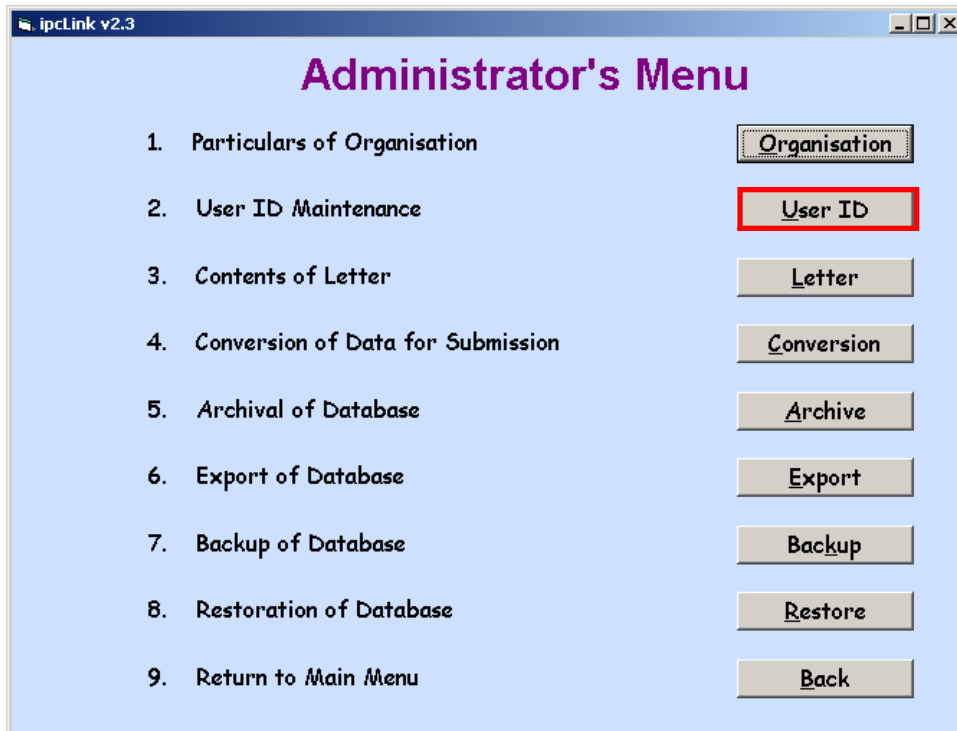 ipcLink v2.3
Administrator's Menu
1. Particulars of Organisation Organisation
2. User ID Maintenance User ID
3. Contents of Letter Letter
4. Conversion of Data for Submission Conversion
5. Archival of Database Archive
6. Export of Database Export
7. Backup of Database Backup
8. Restoration of Database Restore
9. Return to Main Menu Back